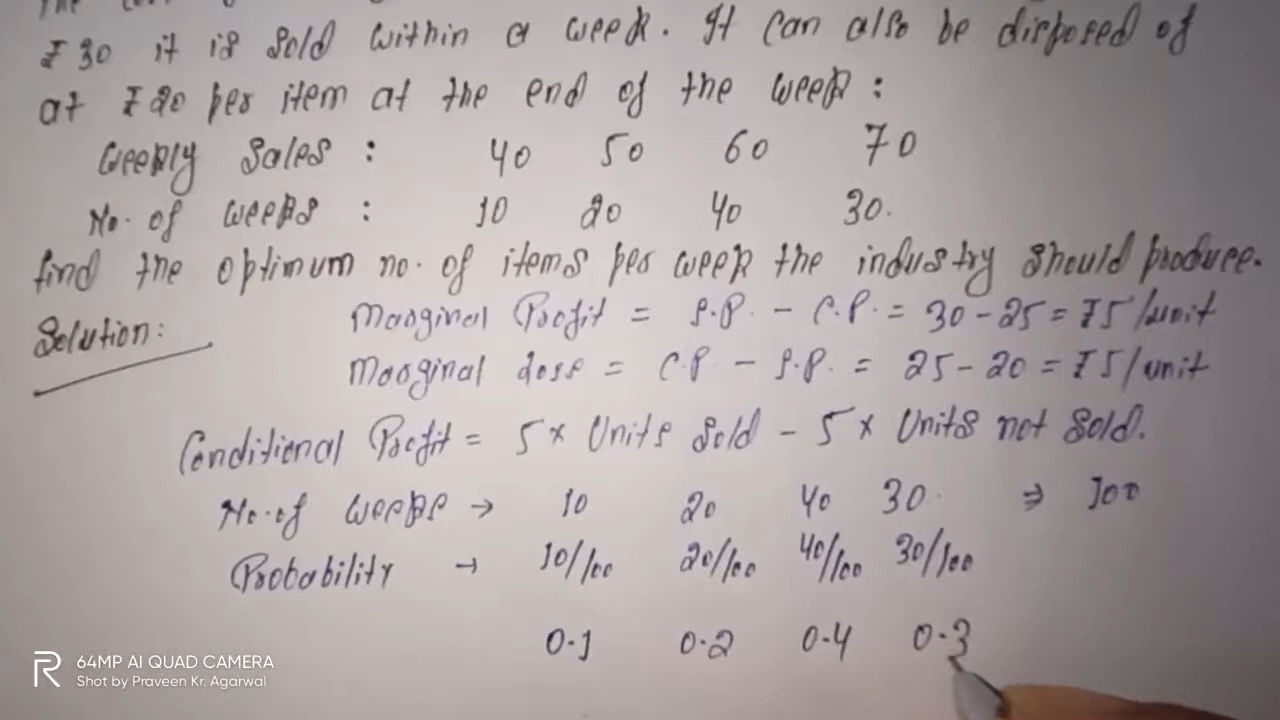 The
₹30 it is sold within a week. It can also be disposed of
at ₹20 per item at the end of the week :
Weekly Sales : 40 50 60 70
No. of weeks : 10 20 40 30.
find the optimum no. of items per week the industry should produce.
Solution:
Marginal Profit = S.P. - C.P. = 30 - 25 = ₹5/unit
Marginal Loss = C.P - S.P. = 25 - 20 = ₹5/unit
Conditional Profit = 5 × Units Sold - 5 × Units not Sold.
No. of weeks → 10 20 40 30 ⇒ 100
Probability → 10/100 20/100 40/100 30/100
0.1 0.2 0.4 0.3
64MP AI QUAD CAMERA
Shot by Praveen Kr. Agarwal